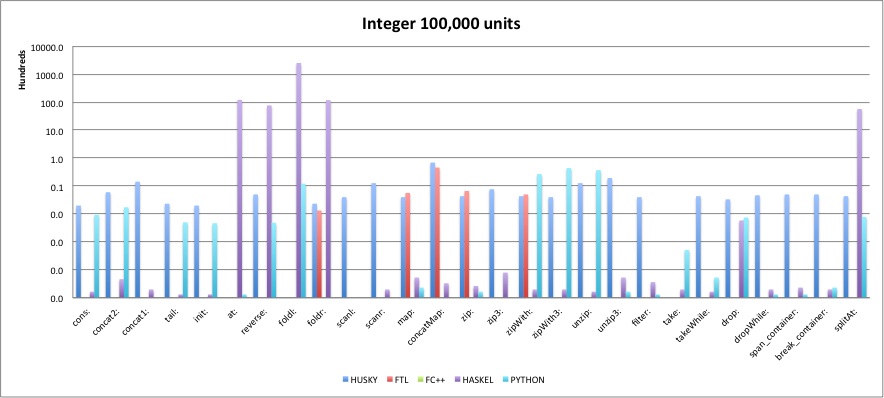 Integer 100,000 units
Hundreds
10000.0
1000.0
100.0
10.0
1.0
0.1
0.0
0.0
0.0
0.0
cons:
concat2:
concat1:
tail:
init:
at:
reverse:
foldl:
foldr:
scanl:
scanr:
map:
concatMap:
zip:
zip3:
zipWith:
zipWith3:
unzip:
unzip3:
filter:
take:
takeWhile:
drop:
dropWhile:
span_container:
break_container:
splitAt:
HUSKY FTL FC++ HASKEL PYTHON